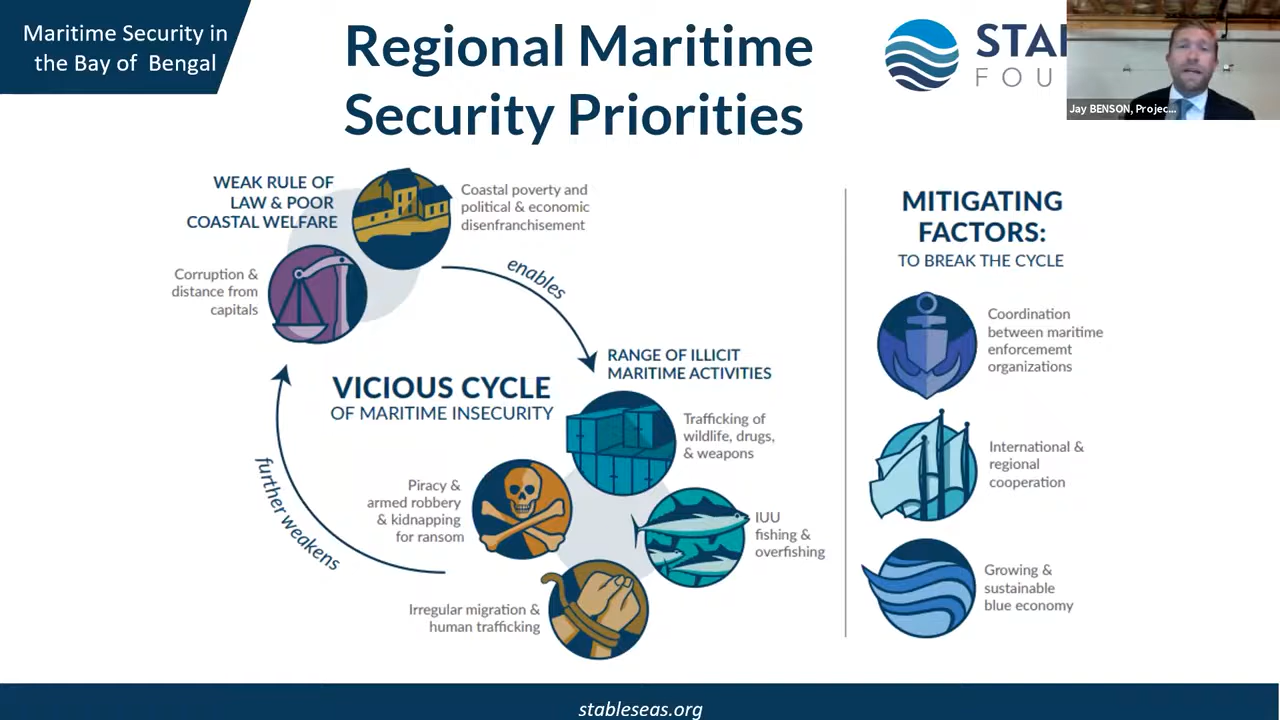 Maritime Security in
the Bay of Bengal
Regional Maritime
Security Priorities
STA
FOU
Jay BENSON, Projec...
WEAK RULE OF
LAW & POOR
COASTAL WELFARE
Coastal poverty and
political & economic
disenfranchisement
Corruption &
distance from
capitals
enables
RANGE OF ILLICIT
MARITIME ACTIVITIES
VICIOUS CYCLE
OF MARITIME INSECURITY
Trafficking of
wildlife, drugs,
& weapons
Piracy &
armed robbery
& kidnapping
for ransom
IUU
fishing &
overfishing
Irregular migration &
human trafficking
further weakens
MITIGATING
FACTORS:
TO BREAK THE CYCLE
Coordination
between maritime
enforcememt
organizations
International &
regional
cooperation
Growing &
sustainable
blue economy
stableseas.org